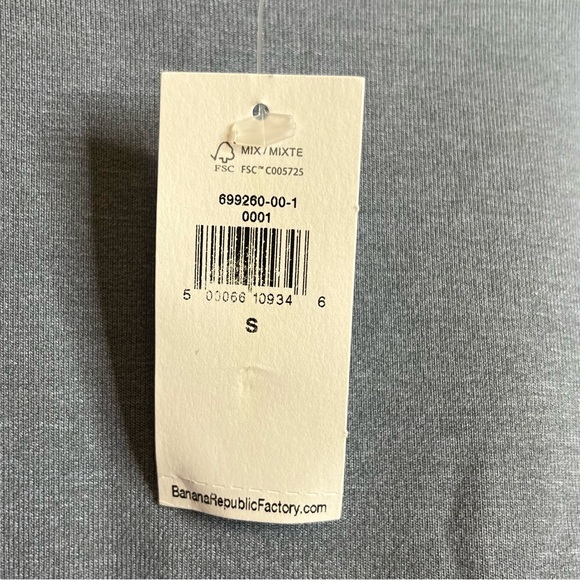 MIX / MIXTE
FSC FSC™ C005725
699260-00-1
0001
5 00066 10934 6
S
BananaRepublicFactory.com